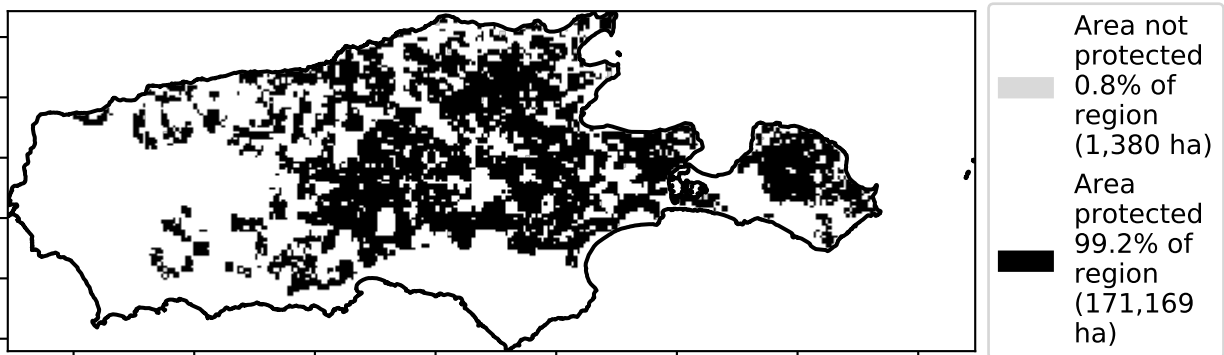 Area not
protected
0.8% of
region
(1,380 ha)
Area
protected
99.2% of
region
(171,169
ha)